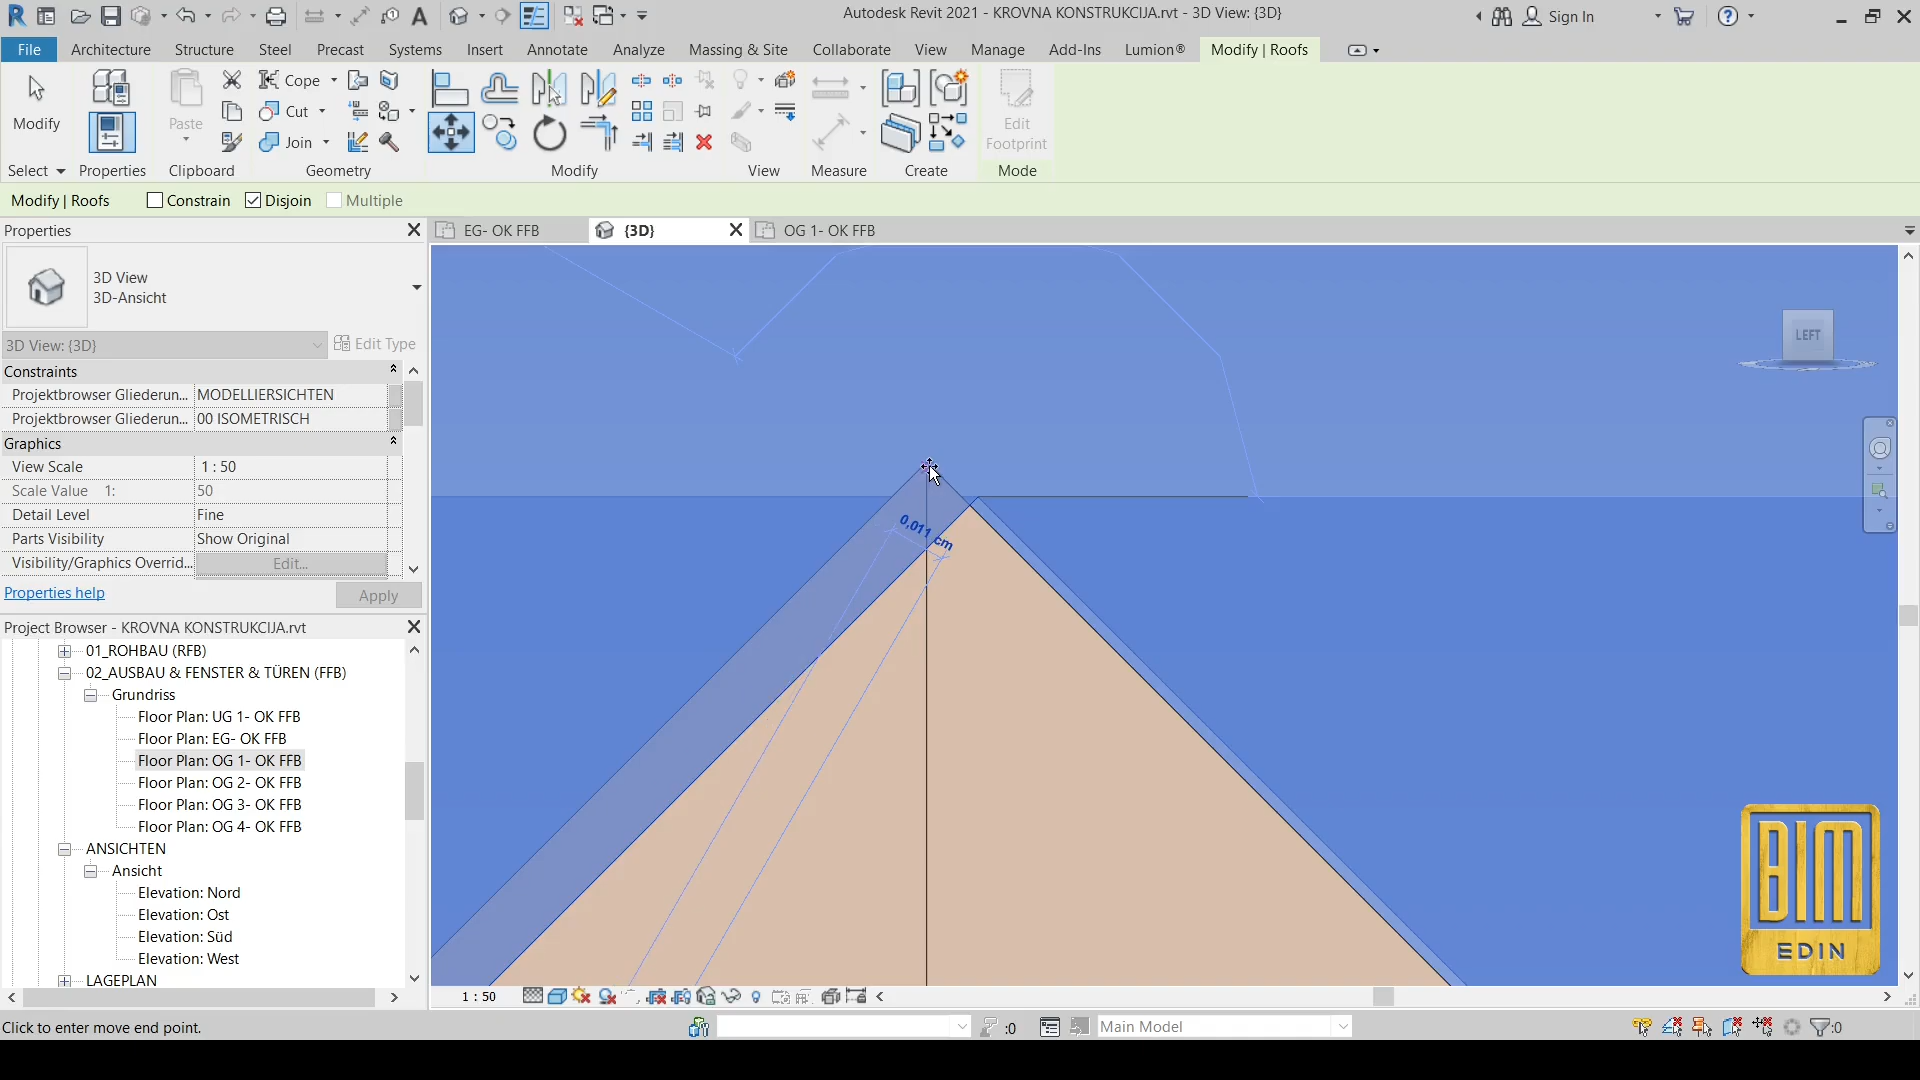 Autodesk Revit 2021 - KROVNA KONSTRUKCIJA.rvt - 3D View: {3D}
Sign In
File Architecture Structure Steel Precast Systems Insert Annotate Analyze Massing & Site Collaborate View Manage Add-Ins Lumion® Modify | Roofs
Modify
Paste
Cope
Cut
Join
Edit
Footprint
Select Properties Clipboard Geometry Modify View Measure Create Mode
Modify | Roofs Constrain Disjoin Multiple
Properties
EG- OK FFB {3D} OG 1- OK FFB
3D View
3D-Ansicht
3D View: {3D} Edit Type
Constraints
Projektbrowser Gliederun... MODELLIERSICHTEN
Projektbrowser Gliederun... 00 ISOMETRISCH
Graphics
View Scale 1 : 50
Scale Value 1: 50
Detail Level Fine
Parts Visibility Show Original
Visibility/Graphics Overrid... Edit...
Properties help Apply
Project Browser - KROVNA KONSTRUKCIJA.rvt
01_ROHBAU (RFB)
02_AUSBAU & FENSTER & TÜREN (FFB)
Grundriss
Floor Plan: UG 1- OK FFB
Floor Plan: EG- OK FFB
Floor Plan: OG 1- OK FFB
Floor Plan: OG 2- OK FFB
Floor Plan: OG 3- OK FFB
Floor Plan: OG 4- OK FFB
ANSICHTEN
Ansicht
Elevation: Nord
Elevation: Ost
Elevation: Süd
Elevation: West
LAGEPLAN
LEFT
0,011 cm
BIM
EDIN
1 : 50
Click to enter move end point.
:0
Main Model
:0